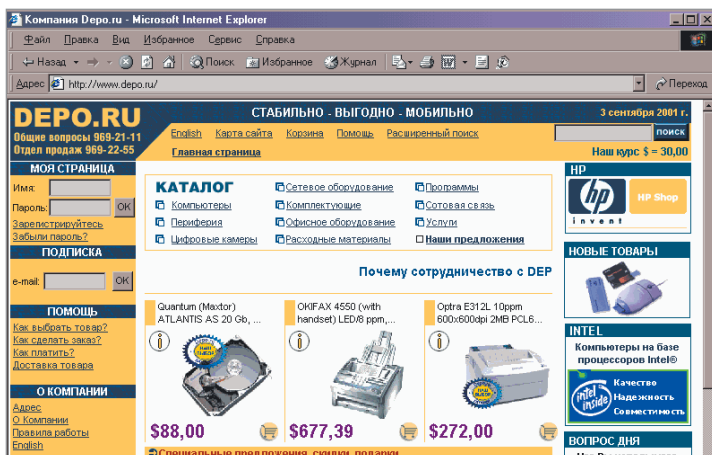 Компания Depo.ru - Microsoft Internet Explorer
Файл Правка Вид Избранное Сервис Справка
Назад Поиск Избранное Журнал
Адрес http://www.depo.ru/ Переход
DEPO.RU
Общие вопросы 969-21-11
Отдел продаж 969-22-55
СТАБИЛЬНО - ВЫГОДНО - МОБИЛЬНО
3 сентября 2001 г.
English Карта сайта Корзина Помощь Расширенный поиск
поиск
Главная страница
Наш курс $ = 30,00
МОЯ СТРАНИЦА
Имя:
Пароль: OK
Зарегистрируйтесь
Забыли пароль?
ПОДПИСКА
e-mail: OK
ПОМОЩЬ
Как выбрать товар?
Как сделать заказ?
Как платить?
Доставка товара
О КОМПАНИИ
Адрес
О Компании
Правила работы
English
КАТАЛОГ
Компьютеры
Периферия
Цифровые камеры
Сетевое оборудование
Комплектующие
Офисное оборудование
Расходные материалы
Программы
Сотовая связь
Услуги
Наши предложения
Почему сотрудничество с DEP
Quantum (Maxtor)
ATLANTIS AS 20 Gb, ...
$88,00
OKIFAX 4550 (with
handset) LED/8 ppm,...
$677,39
Optra E312L 10ppm
600x600dpi 2MB PCL6...
$272,00
Специальные предложения, скидки, подарки
HP
hp
invent
HP Shop
НОВЫЕ ТОВАРЫ
INTEL
Компьютеры на базе
процессоров Intel®
intel inside
Качество
Надежность
Совместимость
ВОПРОС ДНЯ